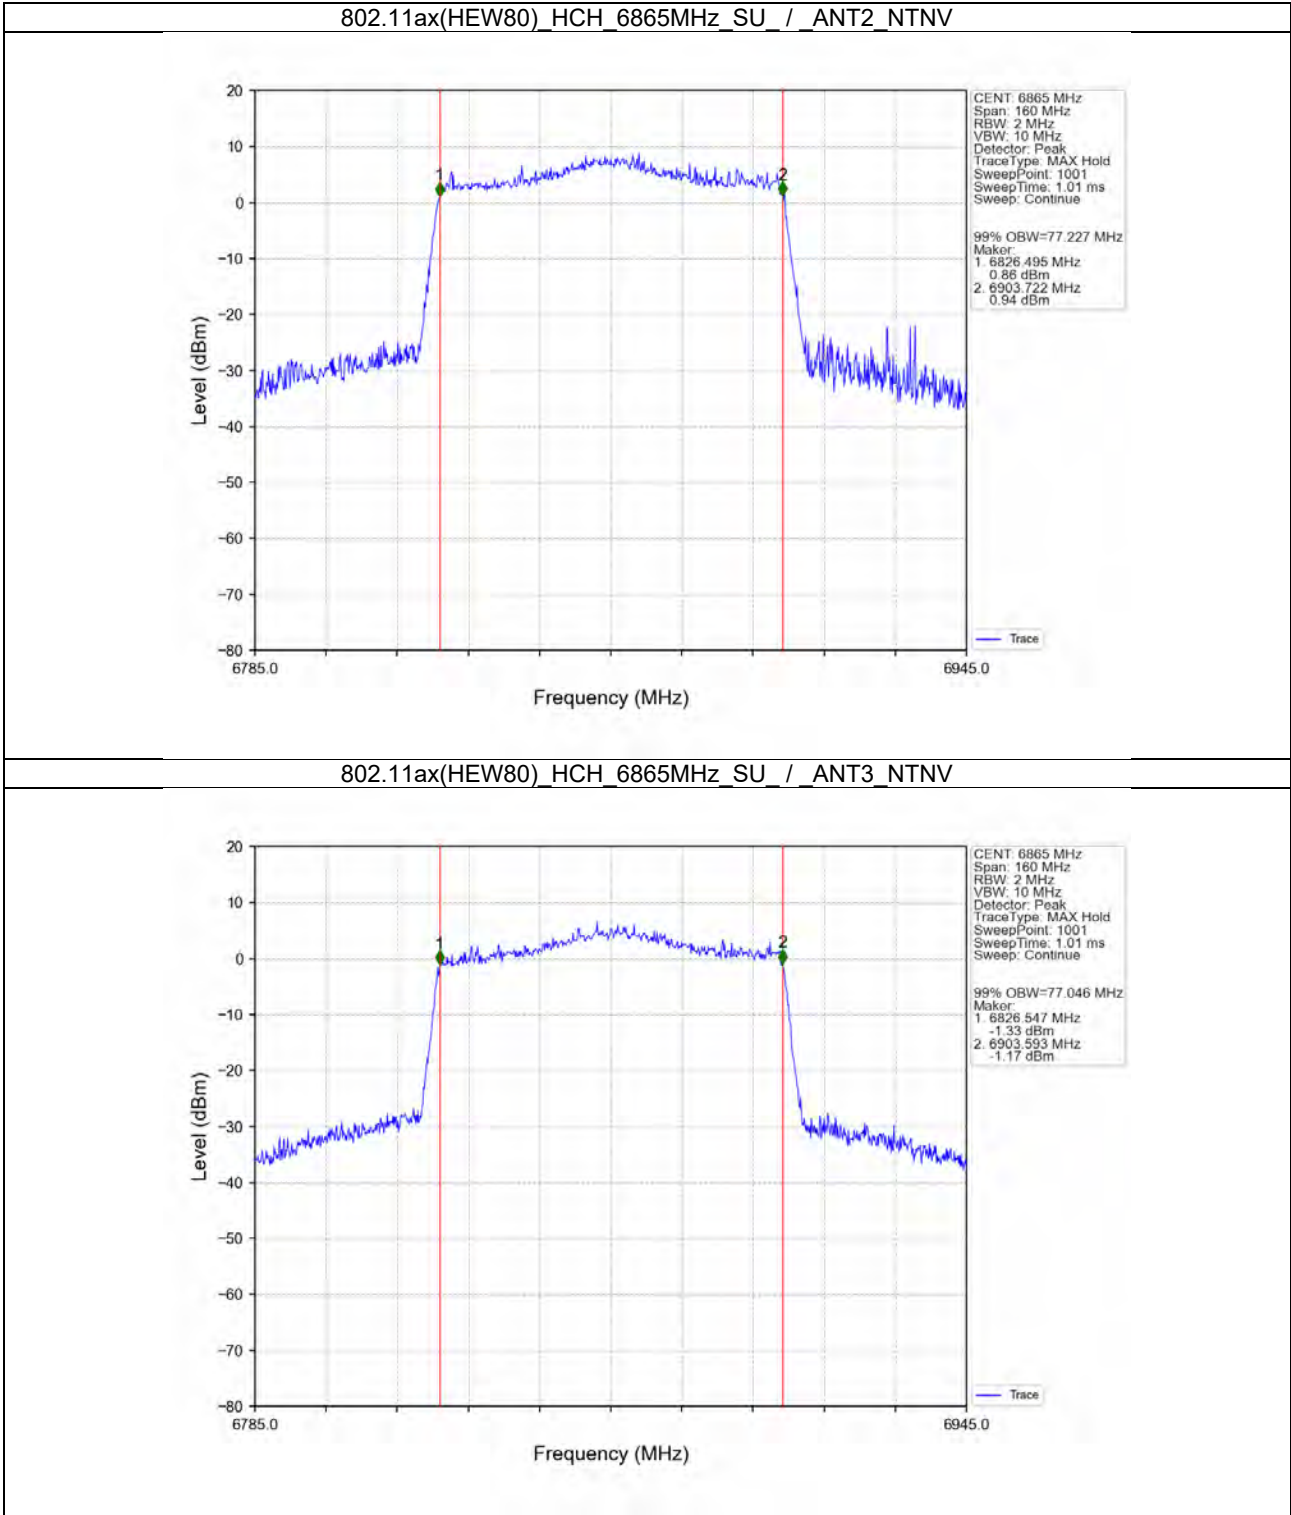 802.11ax(HEW80)_HCH_6865MHz_SU_ / _ANT2_NTNV
20
10
0
−10
−20
−30
−40
−50
−60
−70
−80
Level (dBm)
1
2
6785.0
6945.0
Frequency (MHz)
CENT: 6865 MHz
Span: 160 MHz
RBW: 2 MHz
VBW: 10 MHz
Detector: Peak
TraceType: MAX Hold
SweepPoint: 1001
SweepTime: 1.01 ms
Sweep: Continue
99% OBW=77.227 MHz
Maker:
1. 6826.495 MHz
0.86 dBm
2. 6903.722 MHz
0.94 dBm
Trace
802.11ax(HEW80)_HCH_6865MHz_SU_ / _ANT3_NTNV
20
10
0
−10
−20
−30
−40
−50
−60
−70
−80
Level (dBm)
1
2
6785.0
6945.0
Frequency (MHz)
CENT: 6865 MHz
Span: 160 MHz
RBW: 2 MHz
VBW: 10 MHz
Detector: Peak
TraceType: MAX Hold
SweepPoint: 1001
SweepTime: 1.01 ms
Sweep: Continue
99% OBW=77.046 MHz
Maker:
1. 6826.547 MHz
-1.33 dBm
2. 6903.593 MHz
-1.17 dBm
Trace